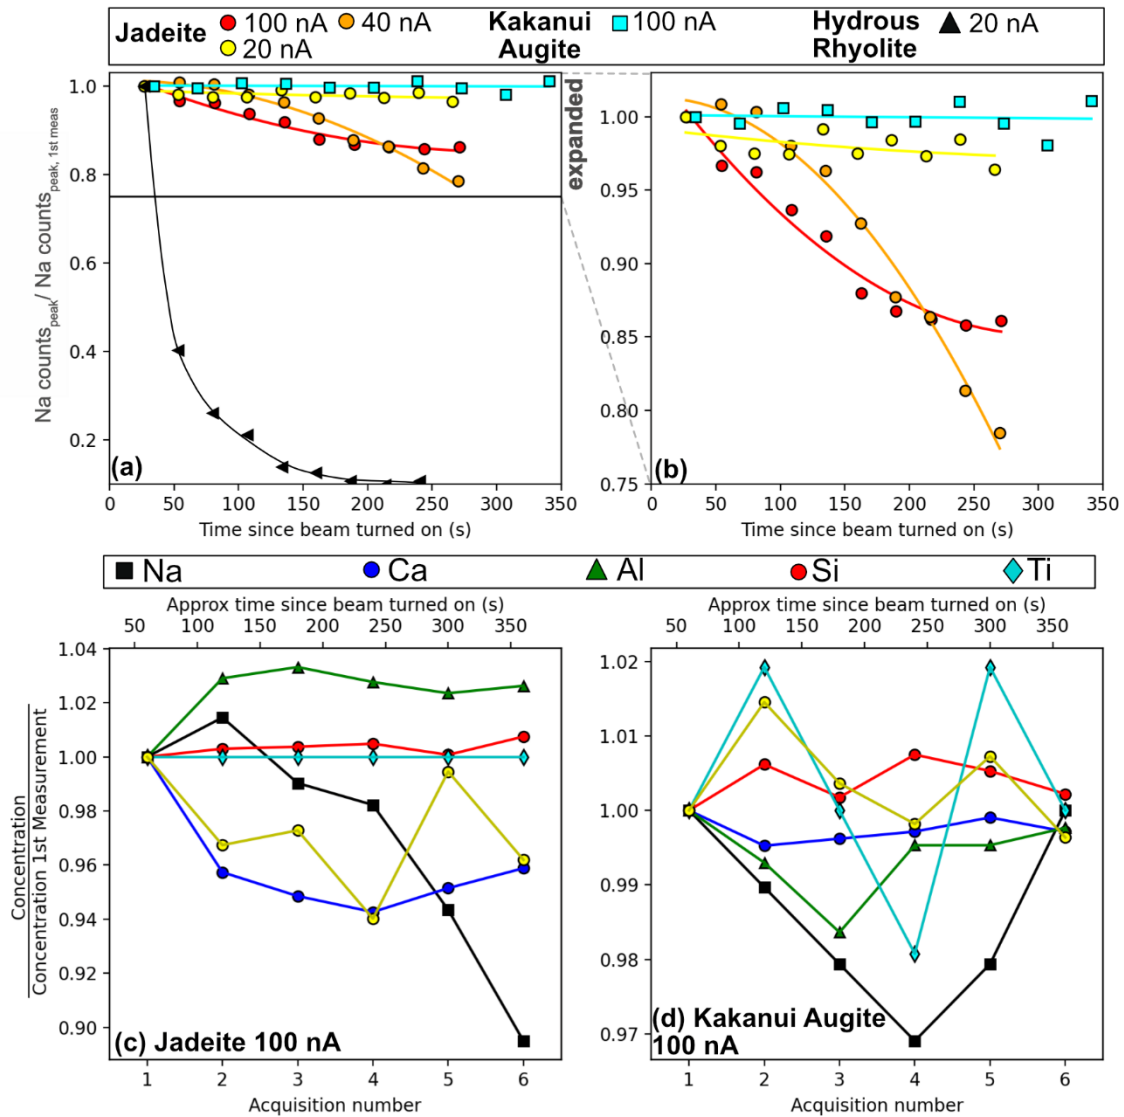 Jadeite 100 nA 40 nA Kakanui 100 nA Hydrous 20 nA
20 nA Augite Rhyolite
Na counts peak/ Na counts peak, 1st meas
1.0
0.8
0.6
0.4
0.2
(a)
0 50 100 150 200 250 300 350
Time since beam turned on (s)
expanded
1.00
0.95
0.90
0.85
0.80
0.75
(b)
0 50 100 150 200 250 300 350
Time since beam turned on (s)
Na Ca Al Si Ti
Approx time since beam turned on (s)
50 100 150 200 250 300 350
Concentration
Concentration 1st Measurement
1.04
1.02
1.00
0.98
0.96
0.94
0.92
0.90
(c) Jadeite 100 nA
1 2 3 4 5 6
Acquisition number
Approx time since beam turned on (s)
50 100 150 200 250 300 350
1.02
1.01
1.00
0.99
0.98
0.97
(d) Kakanui Augite
100 nA
1 2 3 4 5 6
Acquisition number